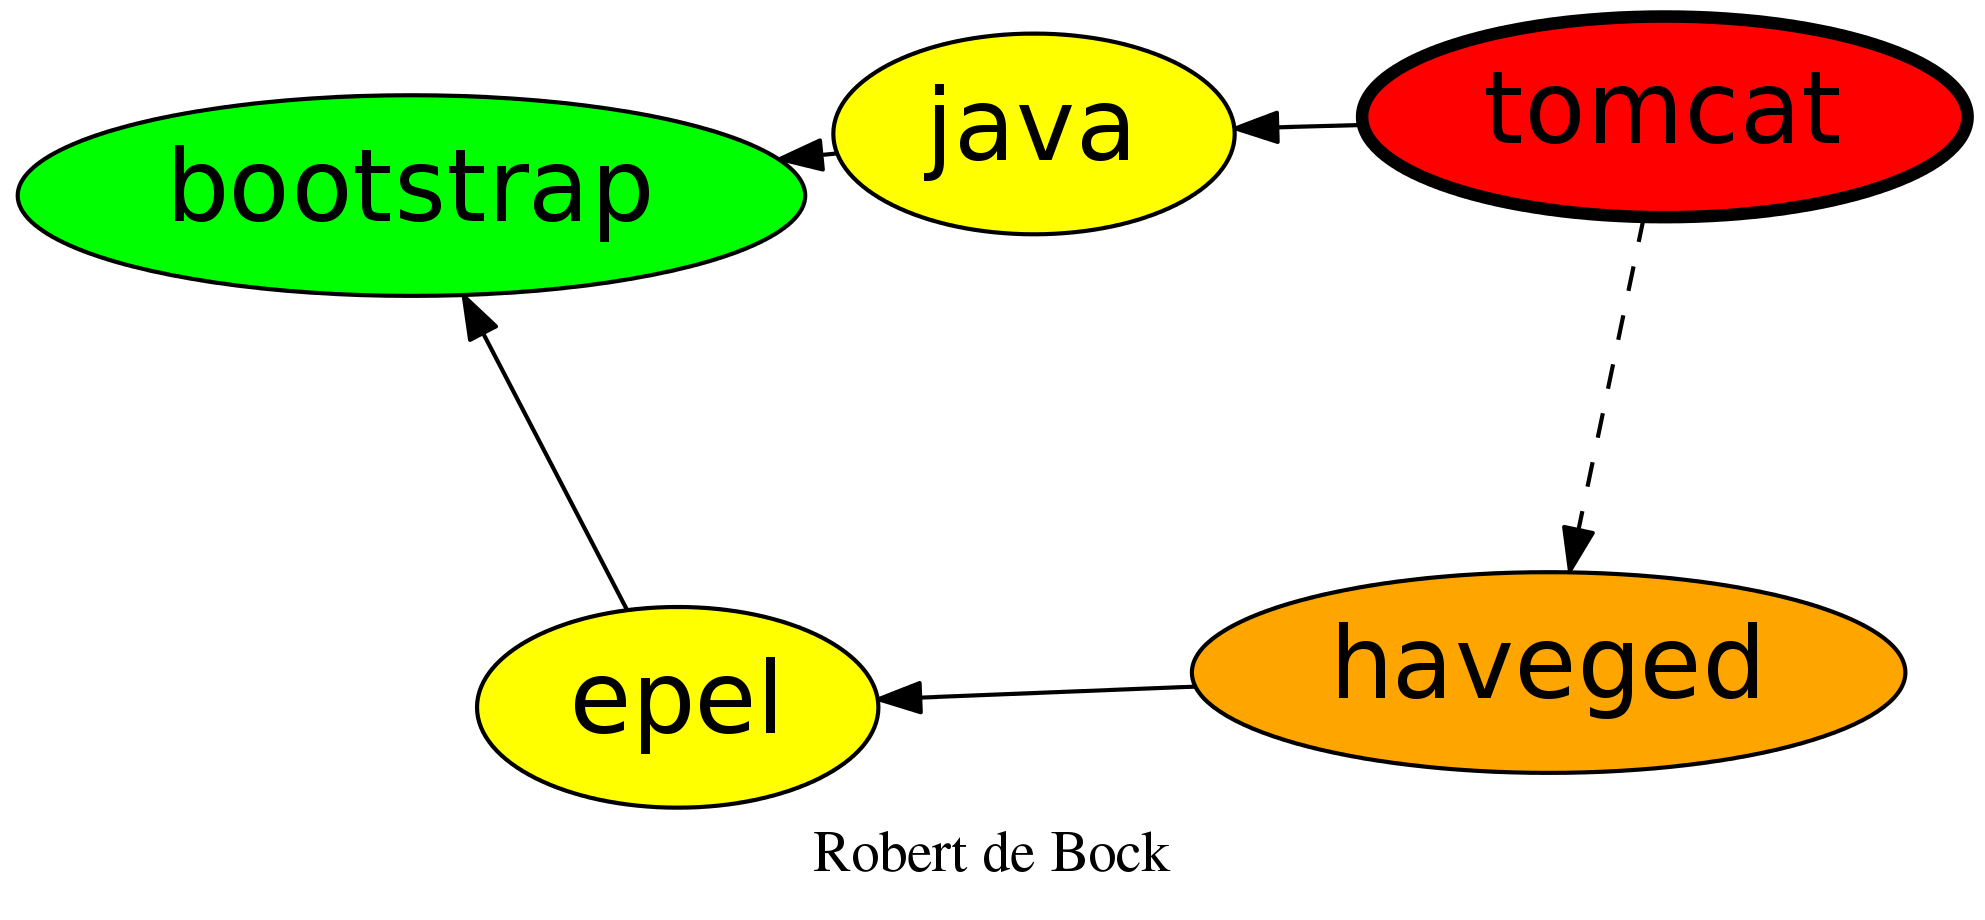 tomcat
java
bootstrap
haveged
epel
Robert de Bock